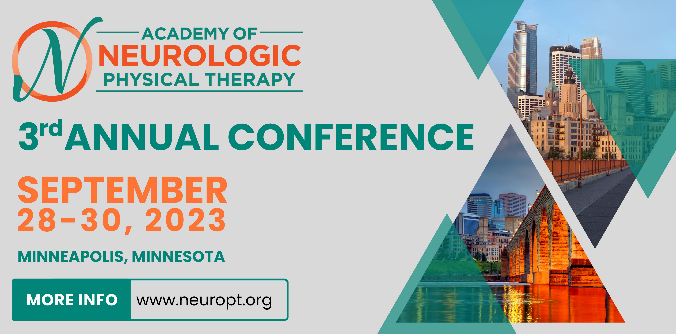 ACADEMY OF
NEUROLOGIC
PHYSICAL THERAPY
3rd ANNUAL CONFERENCE
SEPTEMBER
28-30, 2023
MINNEAPOLIS, MINNESOTA
MORE INFO www.neuropt.org